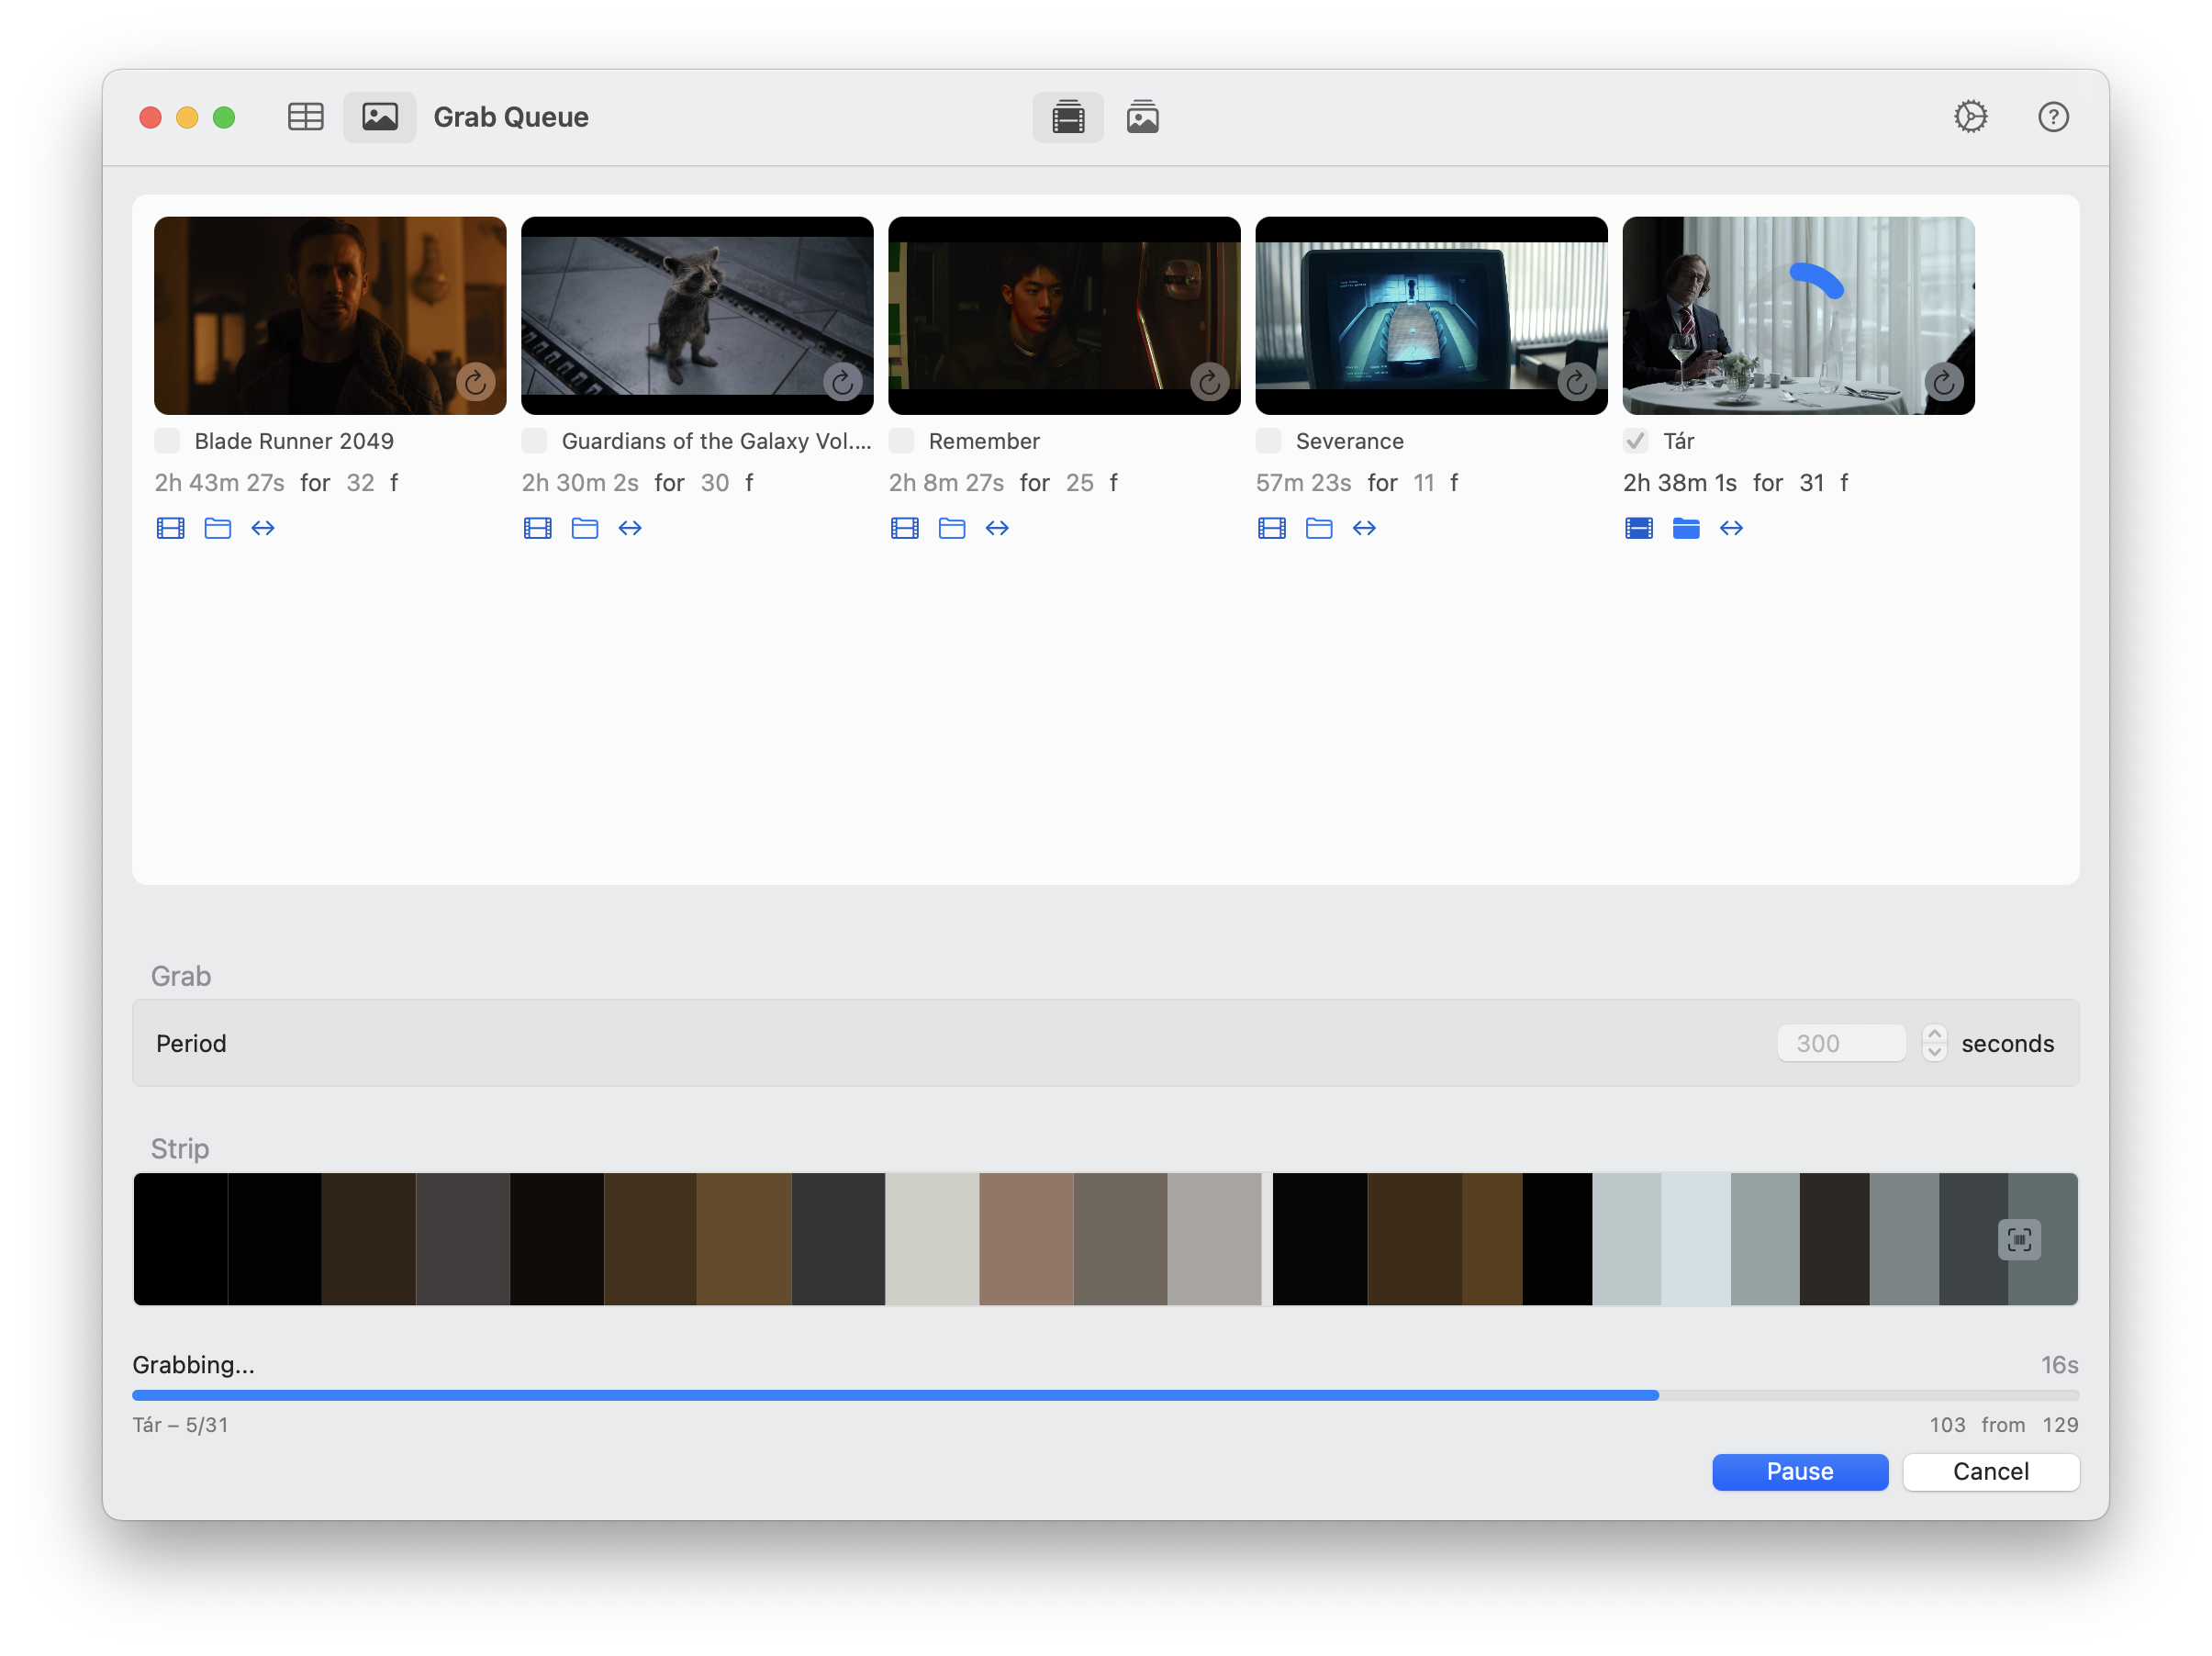 Grab Queue
Blade Runner 2049
2h 43m 27s for 32 f
Guardians of the Galaxy Vol....
2h 30m 2s for 30 f
Remember
2h 8m 27s for 25 f
Severance
57m 23s for 11 f
Tár
2h 38m 1s for 31 f
Grab
Period 300 seconds
Strip
Grabbing... 16s
Tár – 5/31 103 from 129
Pause Cancel